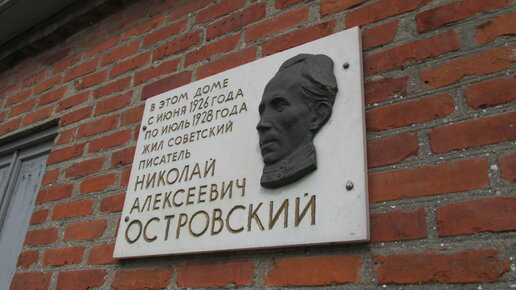 В ЭТОМ ДОМЕ
С ИЮНЯ 1926 ГОДА
ПО ИЮЛЬ 1928 ГОДА
ЖИЛ СОВЕТСКИЙ
ПИСАТЕЛЬ
НИКОЛАЙ
АЛЕКСЕЕВИЧ
ОСТРОВСКИЙ